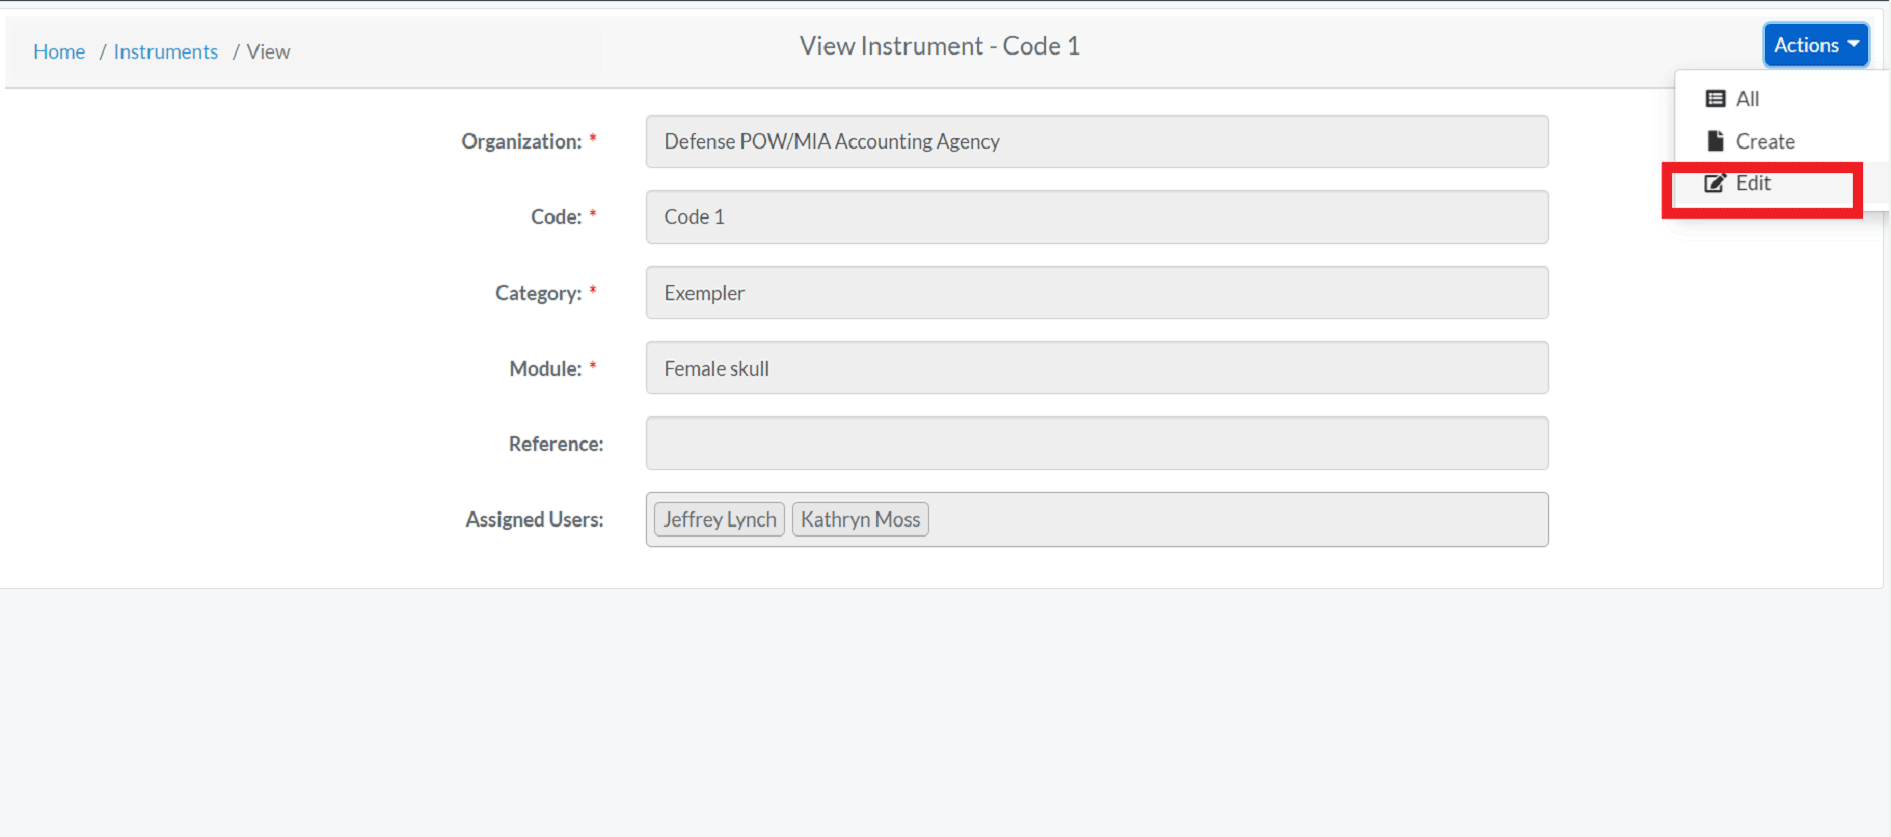 Home / Instruments / View
View Instrument - Code 1
Actions
All
Create
Edit
Organization: * Defense POW/MIA Accounting Agency
Code: * Code 1
Category: * Exempler
Module: * Female skull
Reference:
Assigned Users: Jeffrey Lynch Kathryn Moss